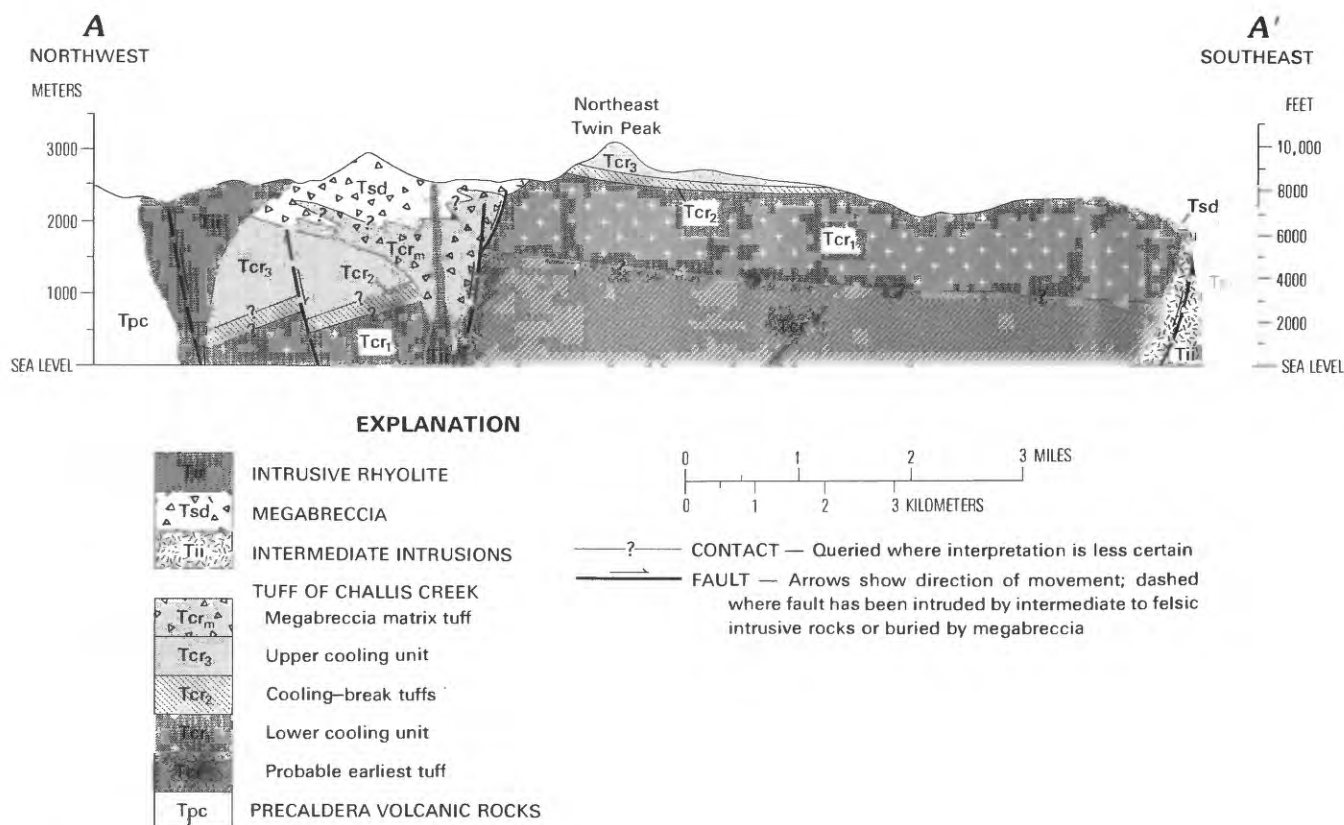 A
NORTHWEST
A'
SOUTHEAST
METERS
FEET
Northeast
Twin Peak
3000
10,000
Tcr3
8000
Tsd
?
?
?
2000
Tcr2
Tsd
Tcrm
6000
Tcr1
Tcr3
Tcr2
1000
4000
?
?
Tpc
?
?
2000
Tcr1
Tcr
Tii
SEA LEVEL
SEA LEVEL
EXPLANATION
INTRUSIVE RHYOLITE
Tsd MEGABRECCIA
Tii INTERMEDIATE INTRUSIONS
TUFF OF CHALLIS CREEK
Tcrm Megabreccia matrix tuff
Tcr3 Upper cooling unit
Tcr2 Cooling–break tuffs
Lower cooling unit
Probable earliest tuff
Tpc PRECALDERA VOLCANIC ROCKS
0 1 2 3 MILES
0 1 2 3 KILOMETERS
? CONTACT — Queried where interpretation is less certain
FAULT — Arrows show direction of movement; dashed
where fault has been intruded by intermediate to felsic
intrusive rocks or buried by megabreccia